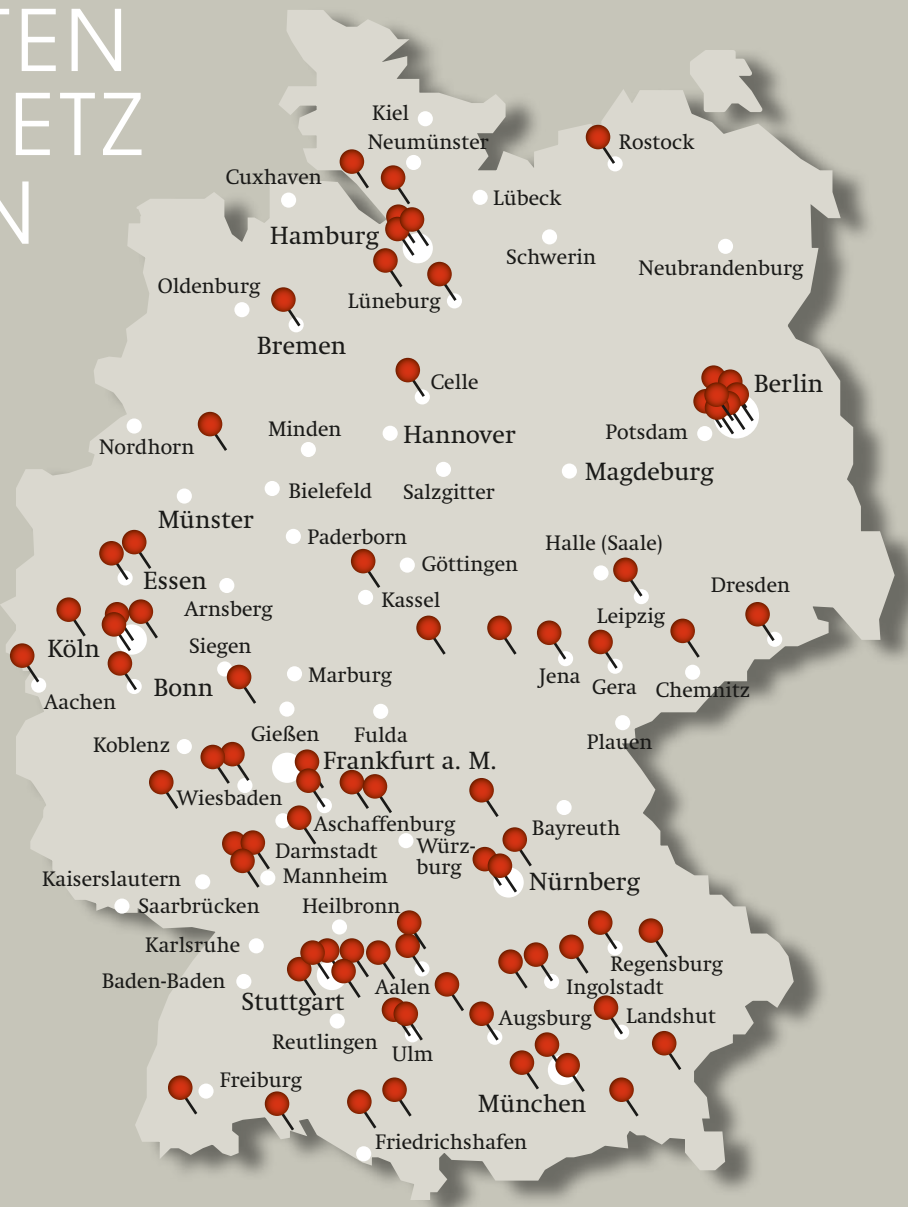 TEN
ETZ
N
Kiel
Neumünster
Rostock
Cuxhaven
Lübeck
Hamburg
Schwerin
Neubrandenburg
Oldenburg
Lüneburg
Bremen
Celle
Berlin
Nordhorn
Minden
Hannover
Potsdam
Magdeburg
Bielefeld
Salzgitter
Münster
Paderborn
Halle (Saale)
Göttingen
Essen
Dresden
Arnsberg
Kassel
Leipzig
Köln
Siegen
Jena
Gera
Chemnitz
Bonn
Marburg
Aachen
Koblenz
Gießen
Fulda
Plauen
Frankfurt a. M.
Wiesbaden
Aschaffenburg
Bayreuth
Darmstadt
Würz-
burg
Kaiserslautern
Mannheim
Nürnberg
Saarbrücken
Heilbronn
Karlsruhe
Regensburg
Baden-Baden
Aalen
Ingolstadt
Stuttgart
Augsburg
Landshut
Reutlingen
Ulm
Freiburg
München
Friedrichshafen